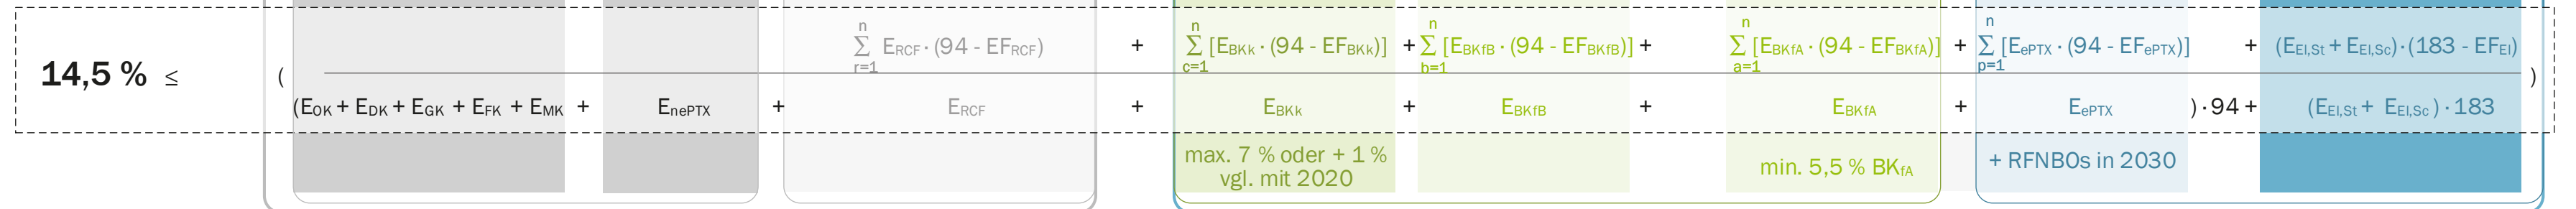 n n n n n
14,5 % ≤ ( ∑ E_RCF · (94 - EF_RCF) + ∑ [E_BKk · (94 - EF_BKk)] + ∑ [E_BKfB · (94 - EF_BKfB)] + ∑ [E_BKfA · (94 - EF_BKfA)] + ∑ [E_ePTX · (94 - EF_ePTX)] + (E_El,St + E_El,Sc) · (183 - EF_El) )
r=1 c=1 b=1 a=1 p=1
(E_OK + E_DK + E_GK + E_FK + E_MK + E_nePTX + E_RCF + E_BKk + E_BKfB + E_BKfA + E_ePTX ) · 94 + (E_El,St + E_El,Sc) · 183
max. 7 % oder + 1 %
vgl. mit 2020
min. 5,5 % BK_fA
+ RFNBOs in 2030